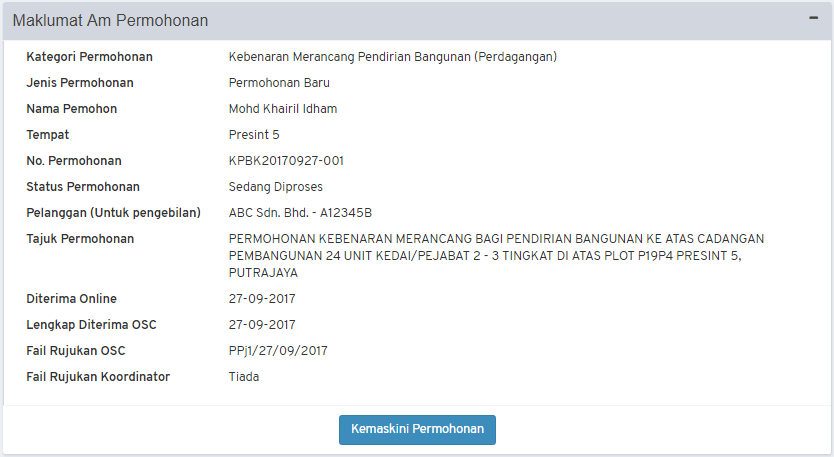 Maklumat Am Permohonan
Kategori Permohonan Kebenaran Merancang Pendirian Bangunan (Perdagangan)
Jenis Permohonan Permohonan Baru
Nama Pemohon Mohd Khairil Idham
Tempat Presint 5
No. Permohonan KPBK20170927-001
Status Permohonan Sedang Diproses
Pelanggan (Untuk pengebilan) ABC Sdn. Bhd. - A12345B
Tajuk Permohonan PERMOHONAN KEBENARAN MERANCANG BAGI PENDIRIAN BANGUNAN KE ATAS CADANGAN
PEMBANGUNAN 24 UNIT KEDAI/PEJABAT 2 - 3 TINGKAT DI ATAS PLOT P19P4 PRESINT 5,
PUTRAJAYA
Diterima Online 27-09-2017
Lengkap Diterima OSC 27-09-2017
Fail Rujukan OSC PPj1/27/09/2017
Fail Rujukan Koordinator Tiada
Kemaskini Permohonan